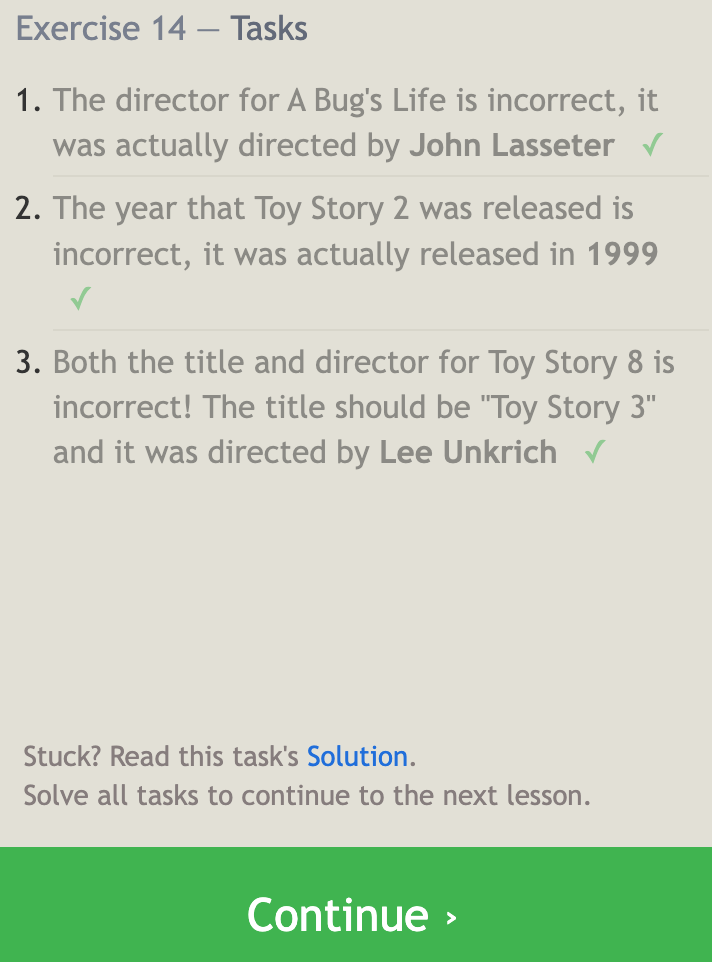 Exercise 14 — Tasks
1. The director for A Bug's Life is incorrect, it
was actually directed by John Lasseter ✓
2. The year that Toy Story 2 was released is
incorrect, it was actually released in 1999
✓
3. Both the title and director for Toy Story 8 is
incorrect! The title should be "Toy Story 3"
and it was directed by Lee Unkrich ✓
Stuck? Read this task's Solution.
Solve all tasks to continue to the next lesson.
Continue ›